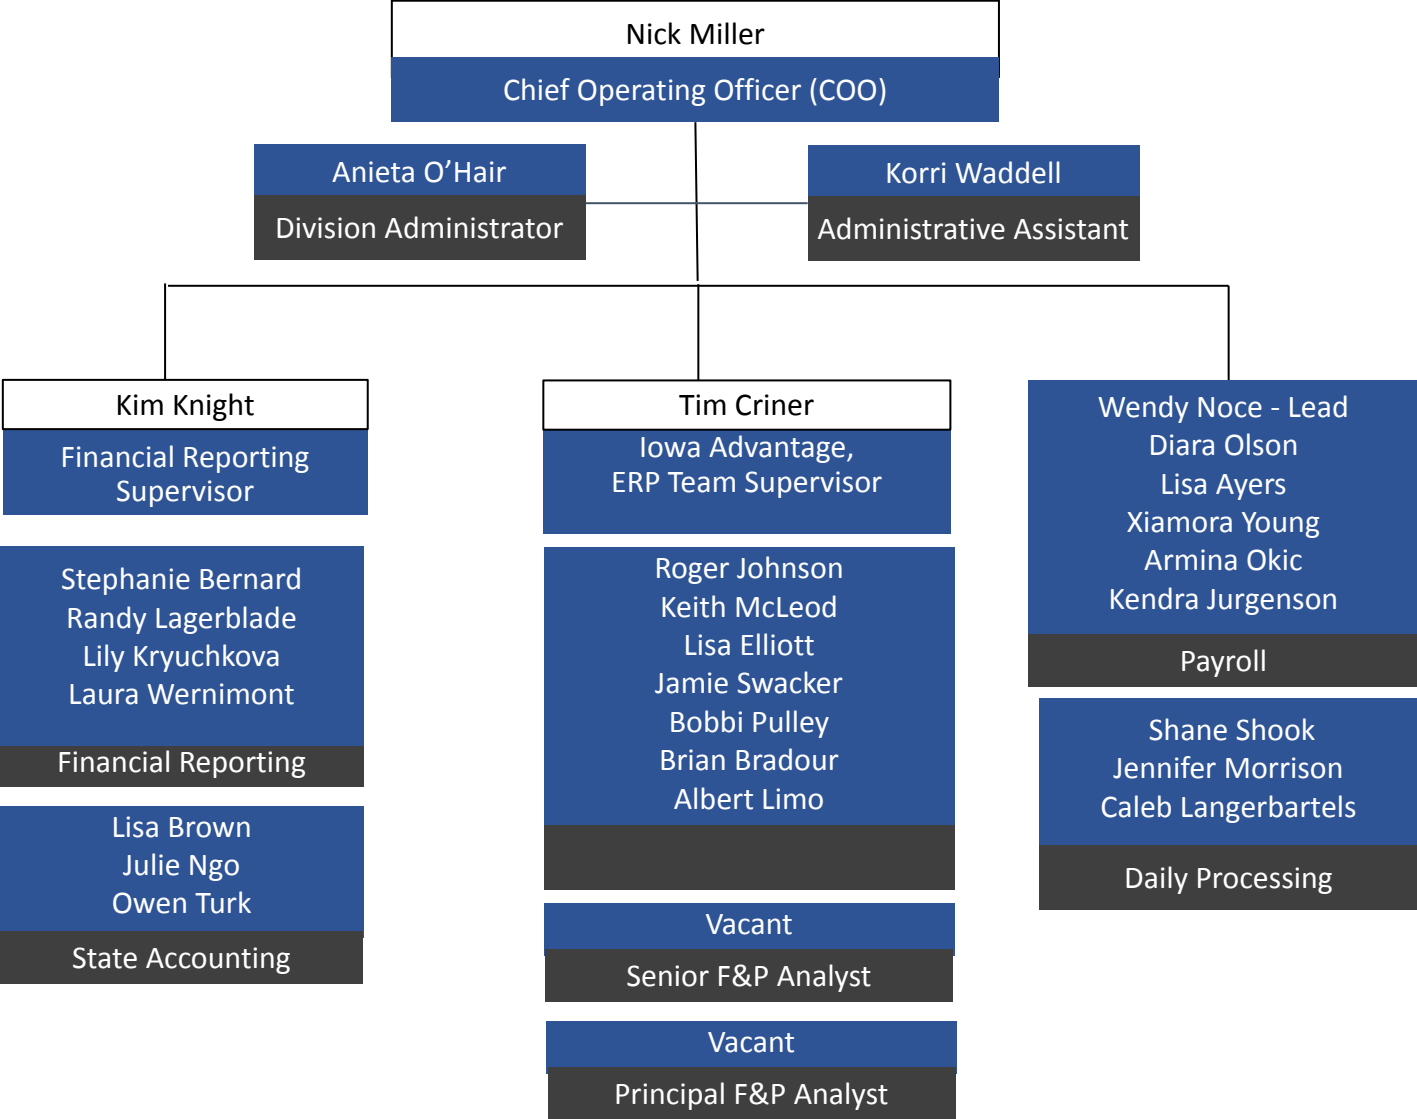 Nick Miller
Chief Operating Officer (COO)
Anieta O’Hair
Division Administrator
Korri Waddell
Administrative Assistant
Kim Knight
Financial Reporting
Supervisor
Stephanie Bernard
Randy Lagerblade
Lily Kryuchkova
Laura Wernimont
Financial Reporting
Lisa Brown
Julie Ngo
Owen Turk
State Accounting
Tim Criner
Iowa Advantage,
ERP Team Supervisor
Roger Johnson
Keith McLeod
Lisa Elliott
Jamie Swacker
Bobbi Pulley
Brian Bradour
Albert Limo
Vacant
Senior F&P Analyst
Vacant
Principal F&P Analyst
Wendy Noce - Lead
Diara Olson
Lisa Ayers
Xiamora Young
Armina Okic
Kendra Jurgenson
Payroll
Shane Shook
Jennifer Morrison
Caleb Langerbartels
Daily Processing